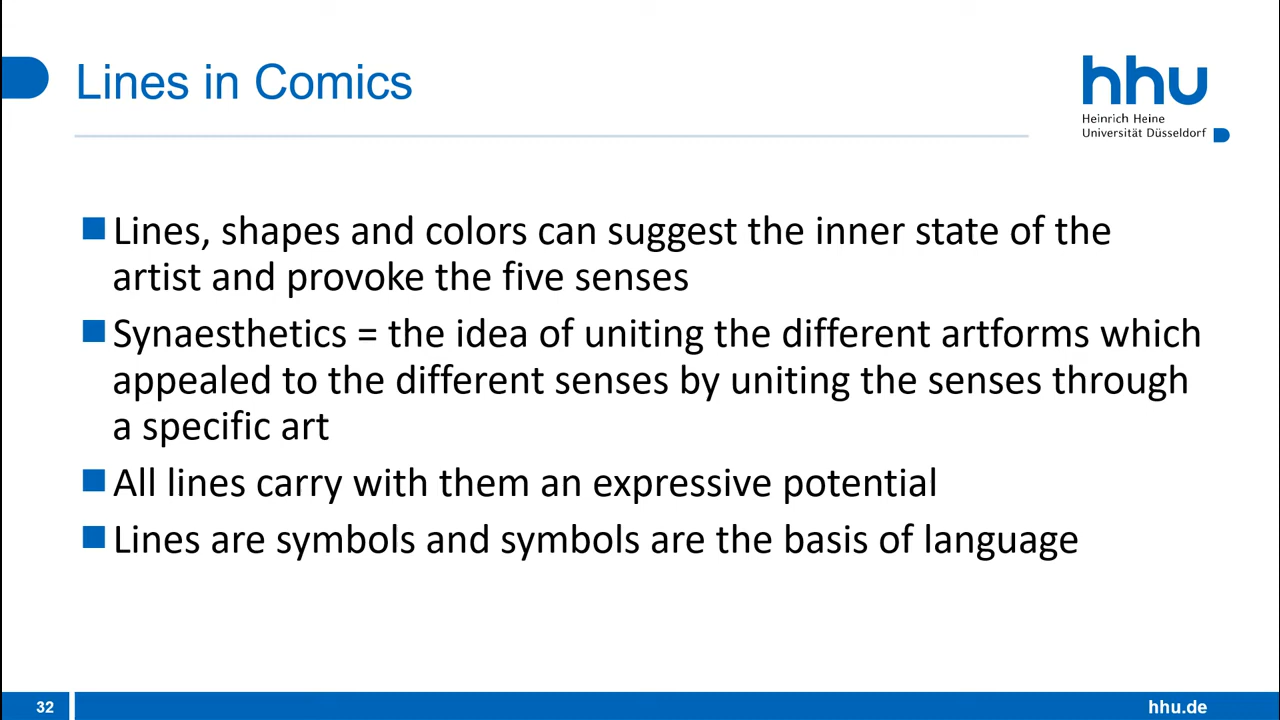 Lines in Comics
hhu
Heinrich Heine
Universität Düsseldorf
Lines, shapes and colors can suggest the inner state of the
artist and provoke the five senses
Synaesthetics = the idea of uniting the different artforms which
appealed to the different senses by uniting the senses through
a specific art
All lines carry with them an expressive potential
Lines are symbols and symbols are the basis of language
32
hhu.de